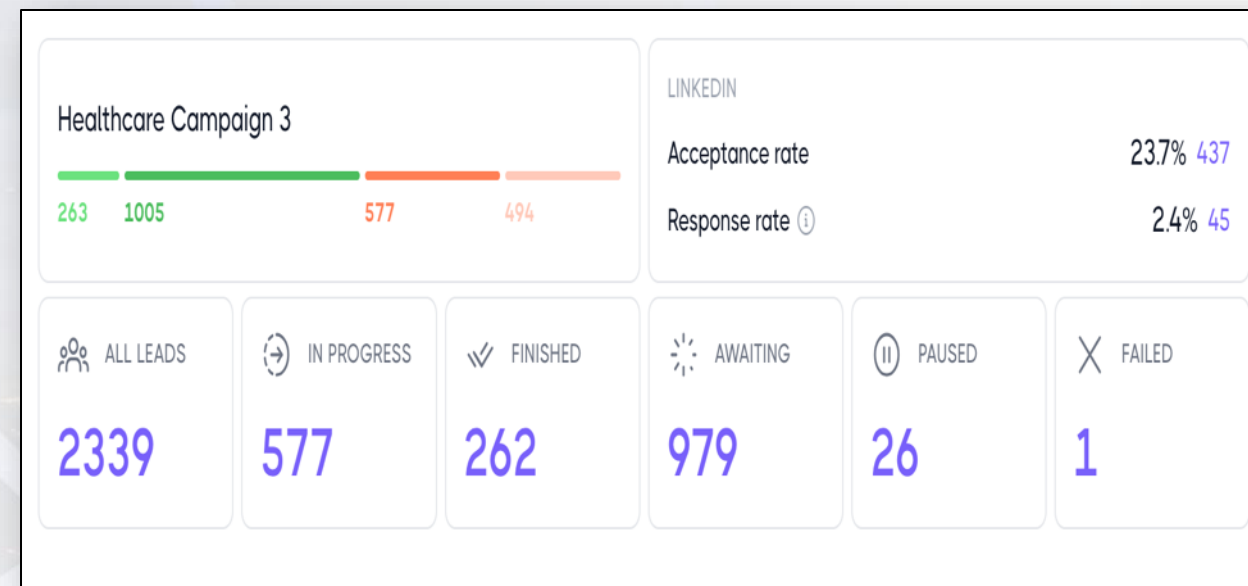 Healthcare Campaign 3
263 1005 577 494
LINKEDIN
Acceptance rate 23.7% 437
Response rate 2.4% 45
ALL LEADS
2339
IN PROGRESS
577
FINISHED
262
AWAITING
979
PAUSED
26
FAILED
1